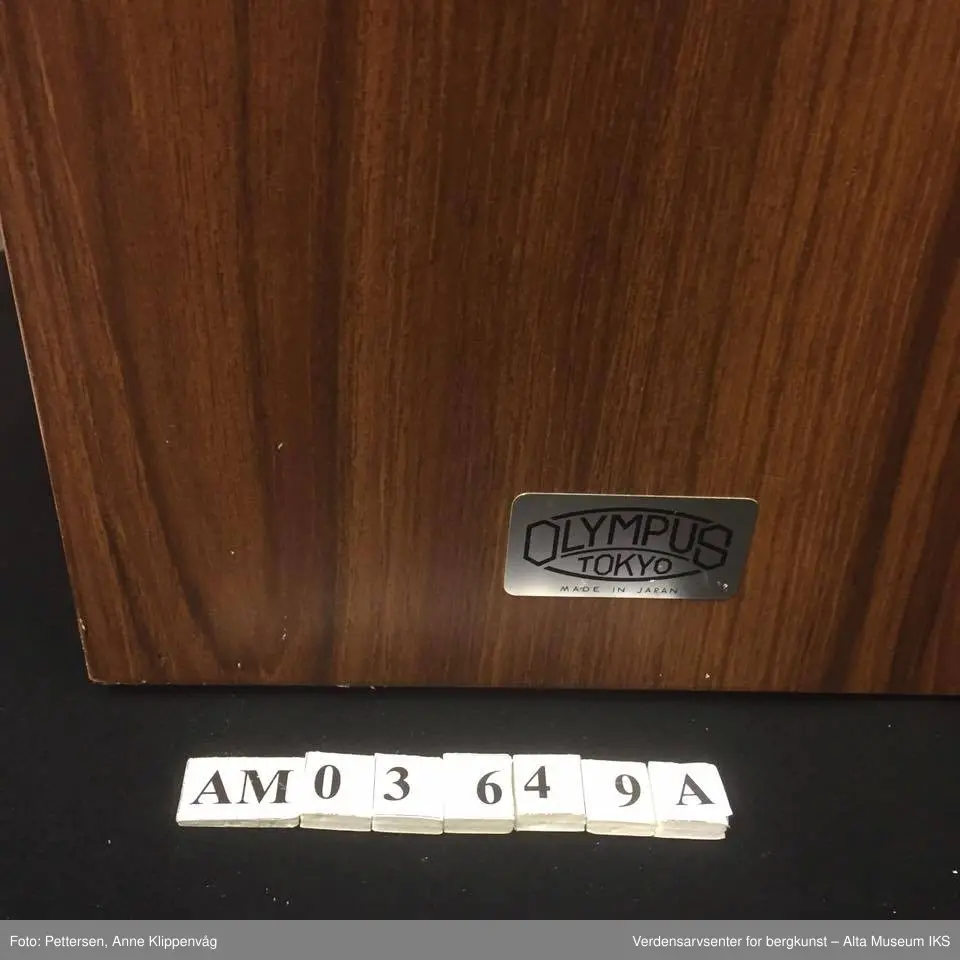 OLYMPUS
TOKYO
MADE IN JAPAN
AM 0 3 6 4 9 A
Foto: Pettersen, Anne Klippenvåg
Verdensarvsenter for bergkunst – Alta Museum IKS